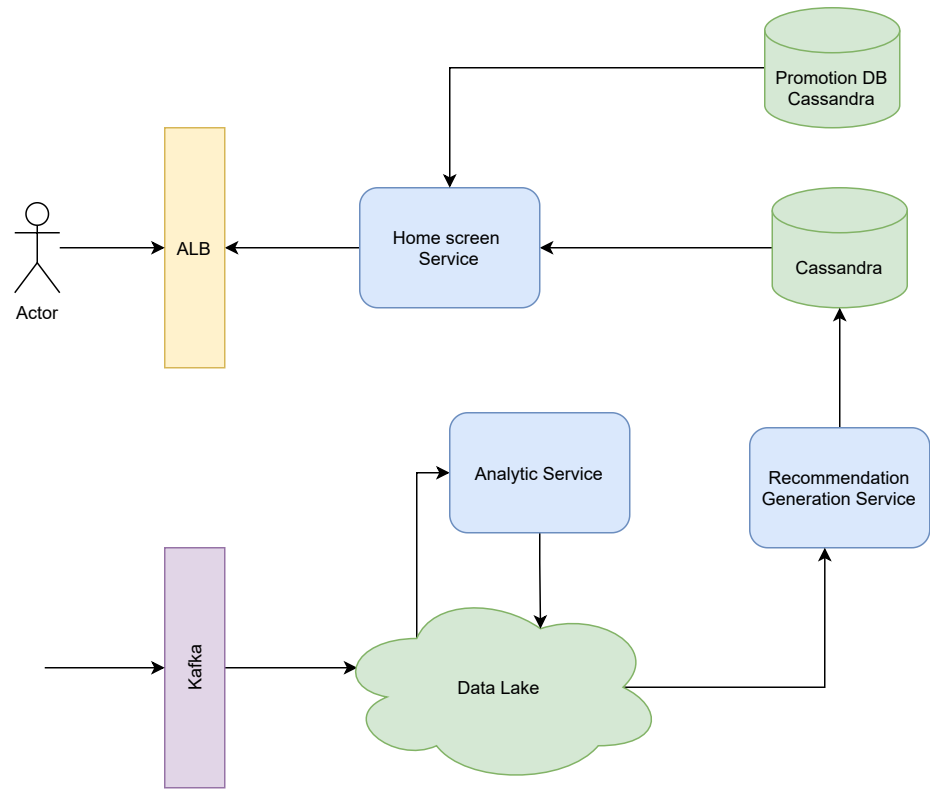 Promotion DB
Cassandra
Actor
ALB
Home screen
Service
Cassandra
Analytic Service
Recommendation
Generation Service
Kafka
Data Lake